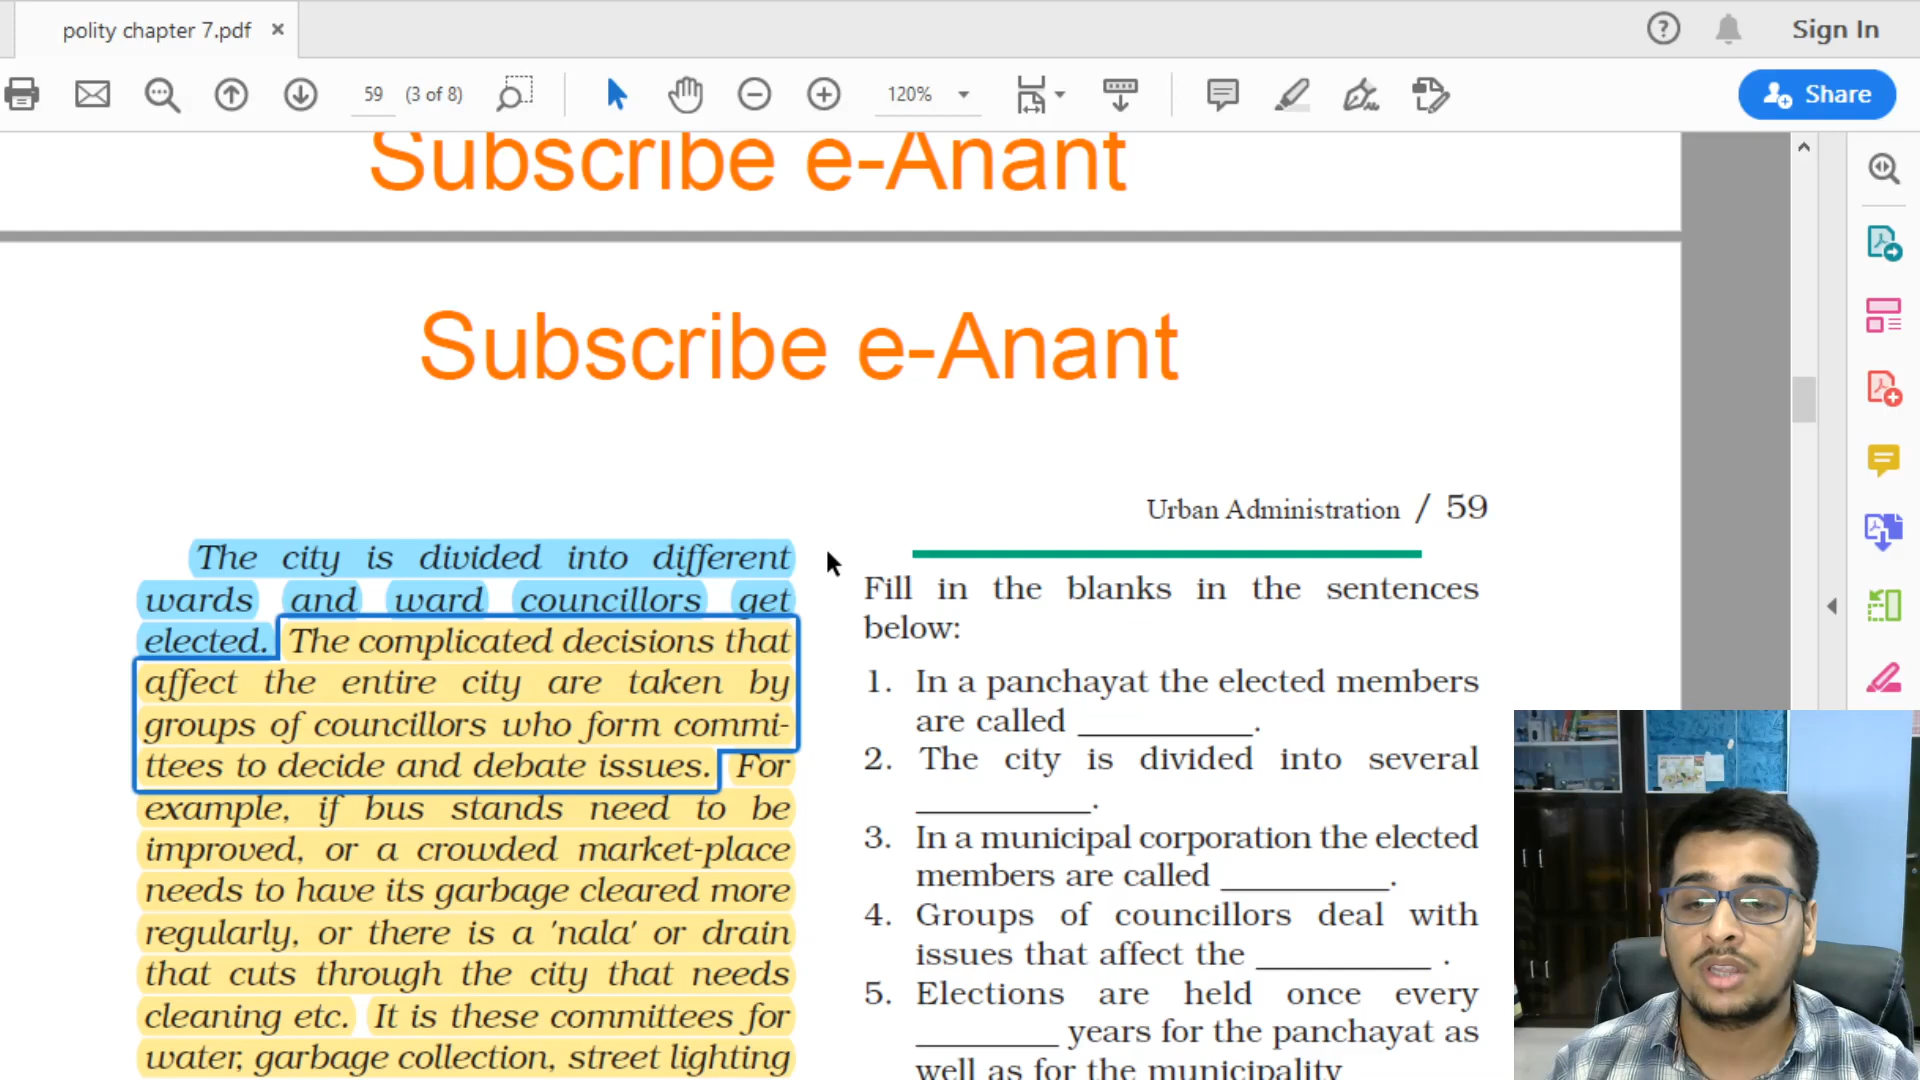 polity chapter 7.pdf ×
Sign In
59 (3 of 8)
120%
Share
Subscribe e-Anant
Subscribe e-Anant
Urban Administration / 59
The city is divided into different
wards and ward councillors get
elected. The complicated decisions that
affect the entire city are taken by
groups of councillors who form commi-
ttees to decide and debate issues. For
example, if bus stands need to be
improved, or a crowded market-place
needs to have its garbage cleared more
regularly, or there is a 'nala' or drain
that cuts through the city that needs
cleaning etc. It is these committees for
water, garbage collection, street lighting
Fill in the blanks in the sentences
below:
1. In a panchayat the elected members
are called __________.
2. The city is divided into several
__________.
3. In a municipal corporation the elected
members are called __________.
4. Groups of councillors deal with
issues that affect the __________ .
5. Elections are held once every
________ years for the panchayat as
well as for the municipality